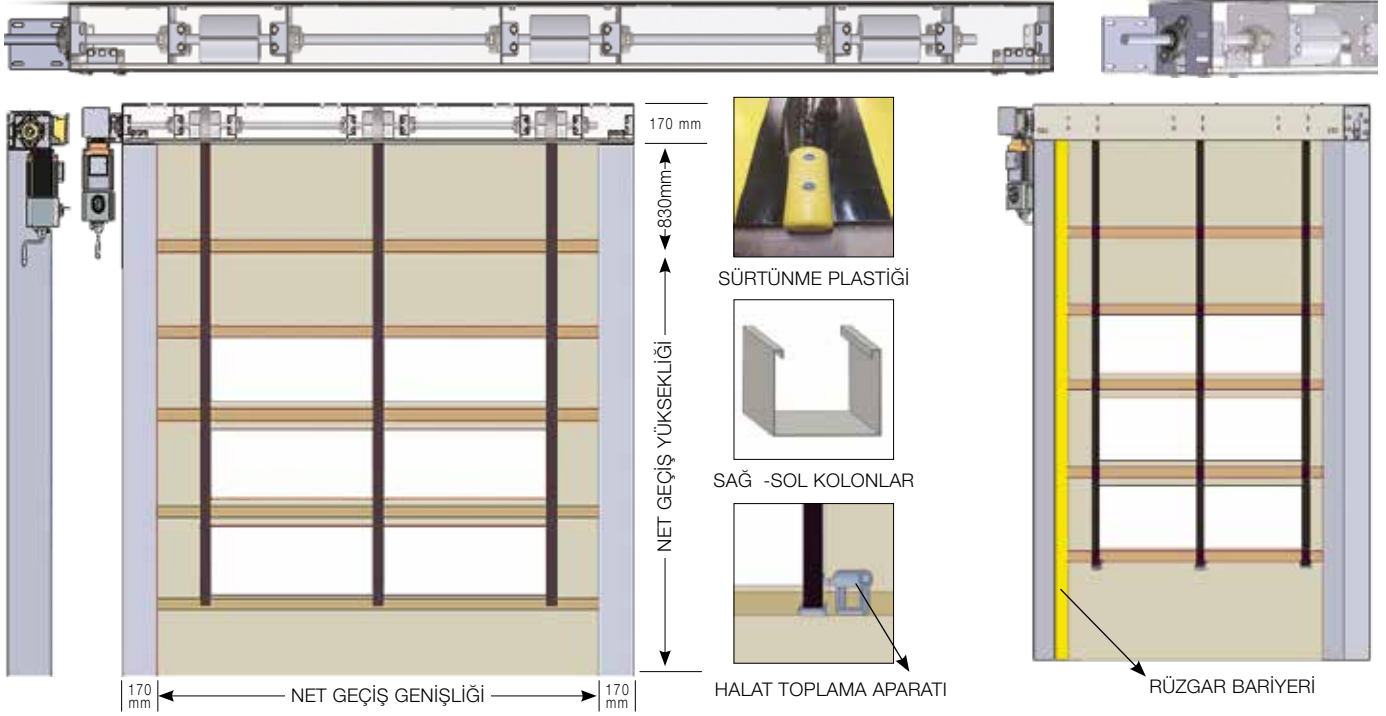 170 mm
830mm
NET GEÇİŞ YÜKSEKLİĞİ
SÜRTÜNME PLASTİĞİ
SAĞ -SOL KOLONLAR
HALAT TOPLAMA APARATI
RÜZGAR BARİYERİ
170
mm
NET GEÇİŞ GENİŞLİĞİ
170
mm